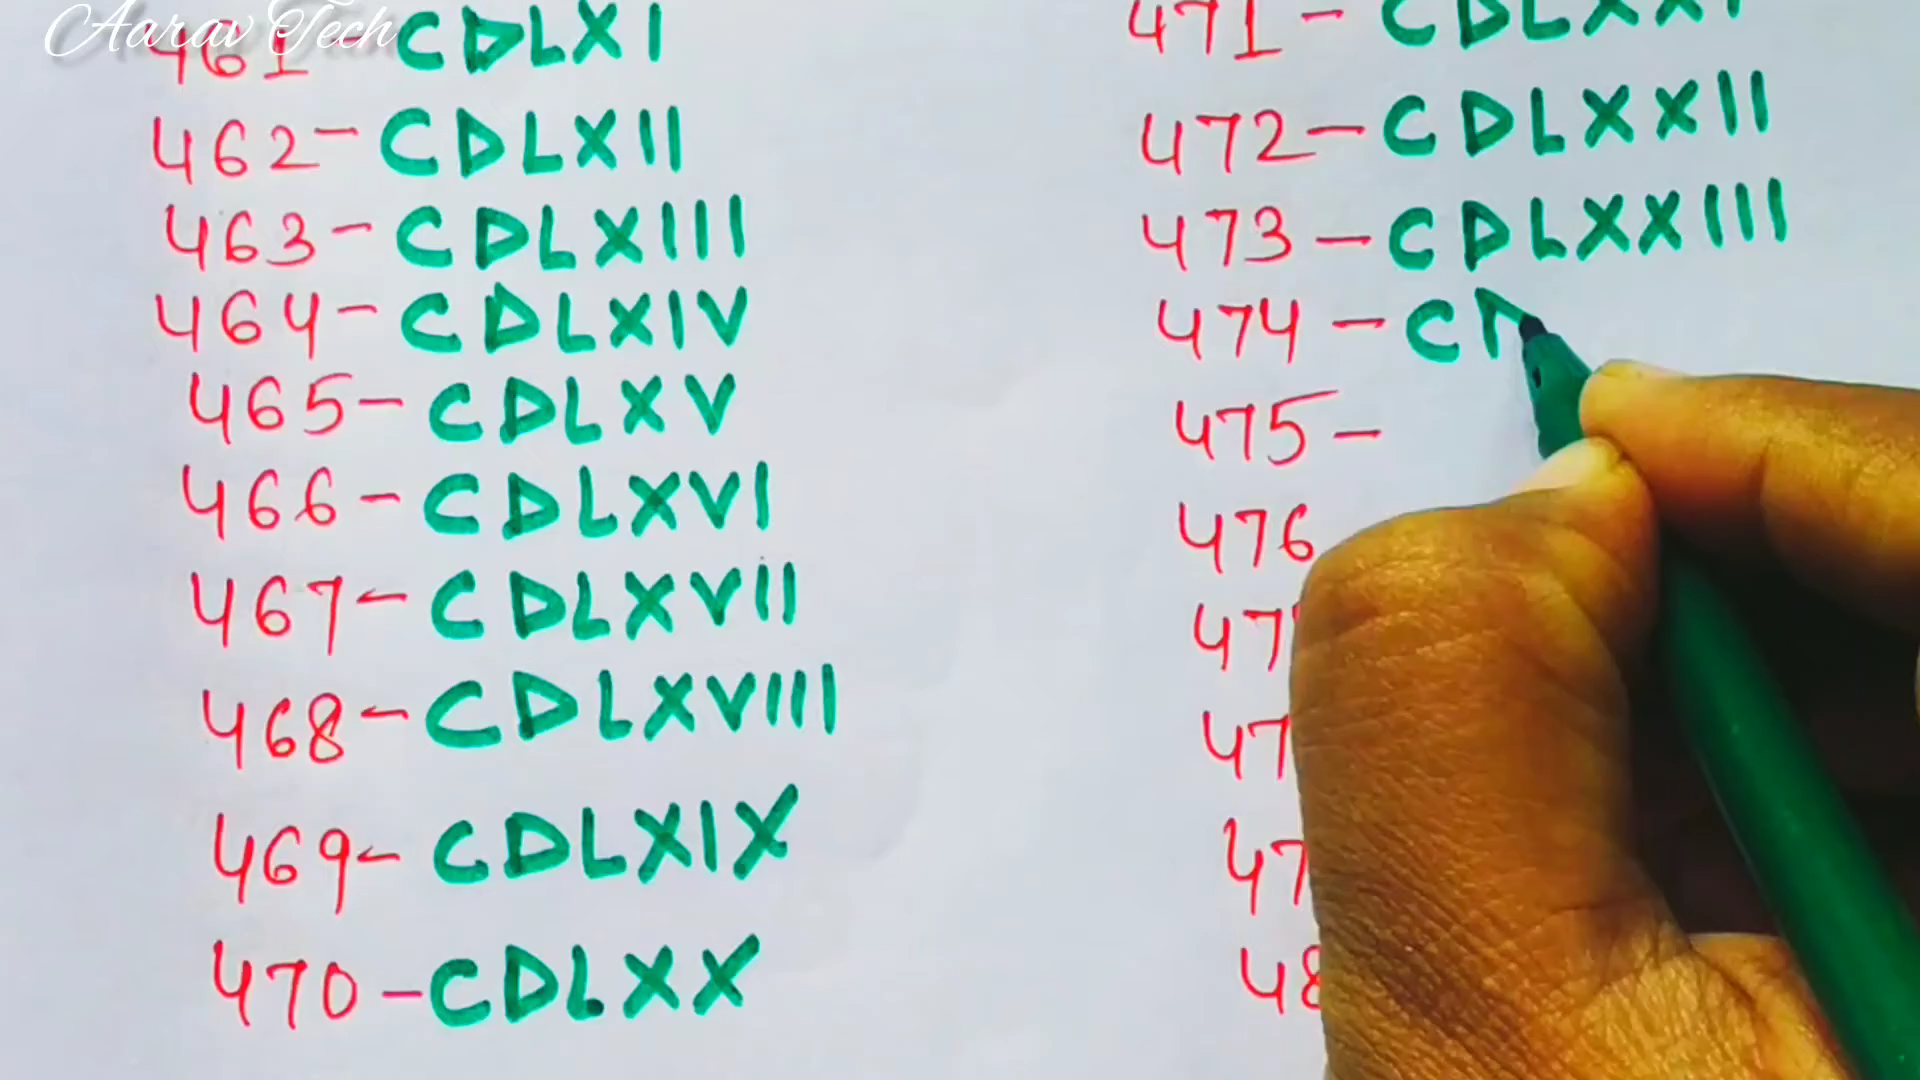 Aarav Tech
461 - CDLXI
462 - CDLXII
463 - CDLXIII
464 - CDLXIV
465 - CDLXV
466 - CDLXVI
467 - CDLXVII
468 - CDLXVIII
469 - CDLXIX
470 - CDLXX
471 - CDLXXI
472 - CDLXXII
473 - CDLXXIII
474 - CD
475 -
476